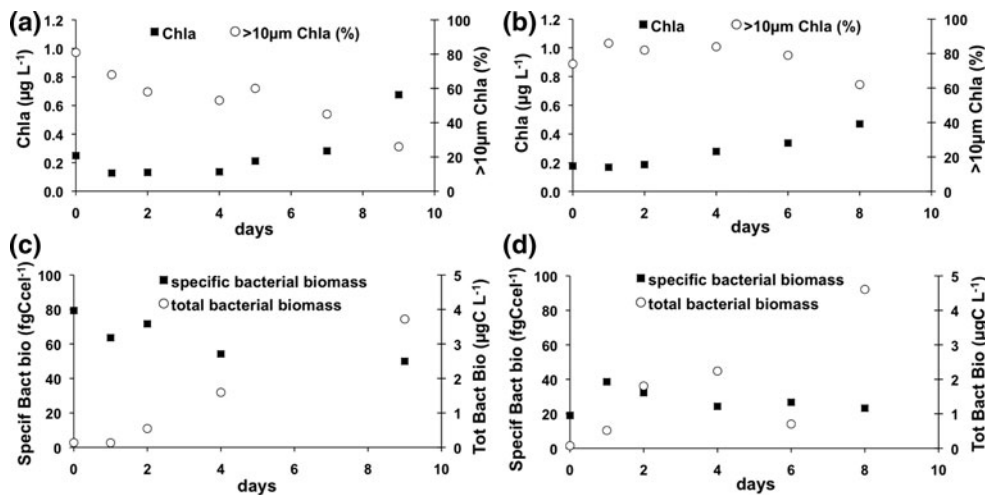 (a)
■ Chla ○ >10µm Chla (%)
Chla (µg L-1)
1.2
1.0
0.8
0.6
0.4
0.2
0.0
100
80
60
40
20
0
>10µm Chla (%)
0 2 4 6 8 10
days
(b)
■ Chla ○ >10µm Chla (%)
Chla (µg L-1)
1.2
1.0
0.8
0.6
0.4
0.2
0.0
100
80
60
40
20
0
>10µm Chla (%)
0 2 4 6 8 10
days
(c)
■ specific bacterial biomass
○ total bacterial biomass
Specif Bact bio (fgCcel-1)
100
80
60
40
20
0
5
4
3
2
1
0
Tot Bact Bio (µgC L-1)
0 2 4 6 8 10
days
(d)
■ specific bacterial biomass
○ total bacterial biomass
Specif Bact bio (fgCcel-1)
100
80
60
40
20
0
5
4
3
2
1
0
Tot Bact Bio (µgC L-1)
0 2 4 6 8 10
days